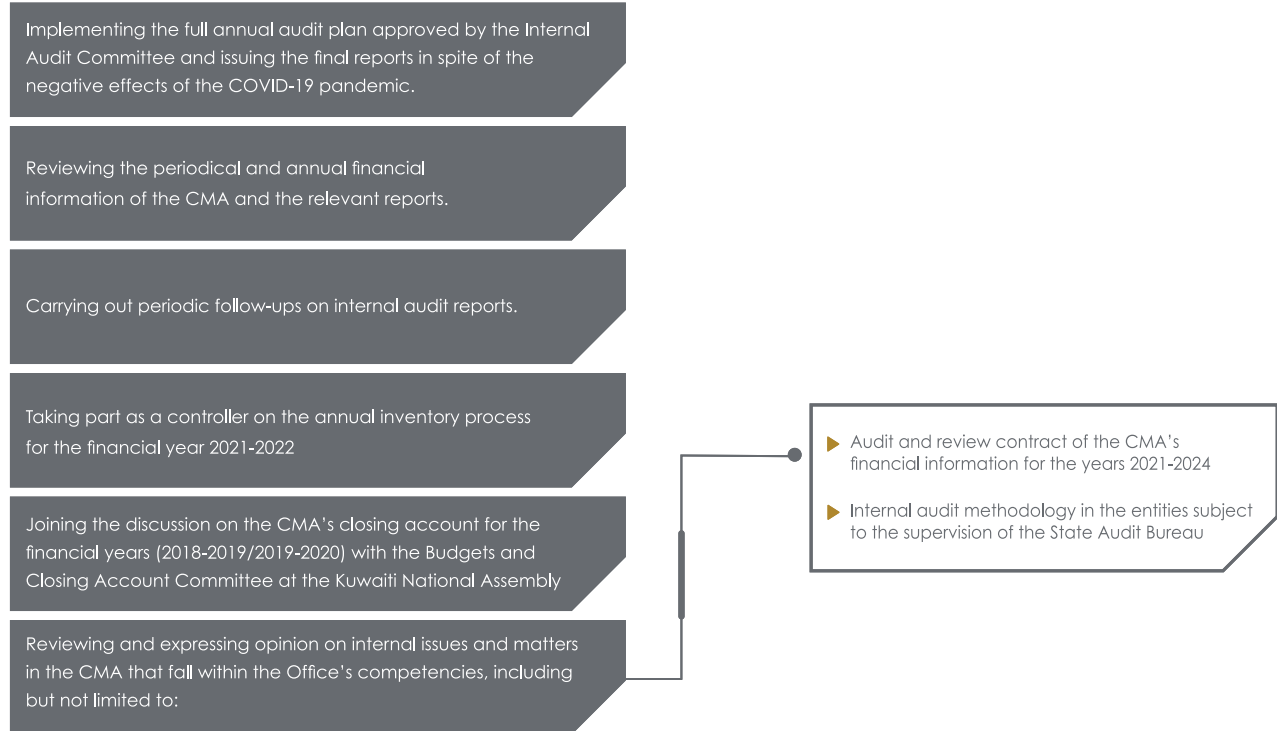 Implementing the full annual audit plan approved by the Internal
Audit Committee and issuing the final reports in spite of the
negative effects of the COVID-19 pandemic.
Reviewing the periodical and annual financial
information of the CMA and the relevant reports.
Carrying out periodic follow-ups on internal audit reports.
Taking part as a controller on the annual inventory process
for the financial year 2021-2022
Joining the discussion on the CMA’s closing account for the
financial years (2018-2019/2019-2020) with the Budgets and
Closing Account Committee at the Kuwaiti National Assembly
Reviewing and expressing opinion on internal issues and matters
in the CMA that fall within the Office’s competencies, including
but not limited to:
Audit and review contract of the CMA’s
financial information for the years 2021-2024
Internal audit methodology in the entities subject
to the supervision of the State Audit Bureau